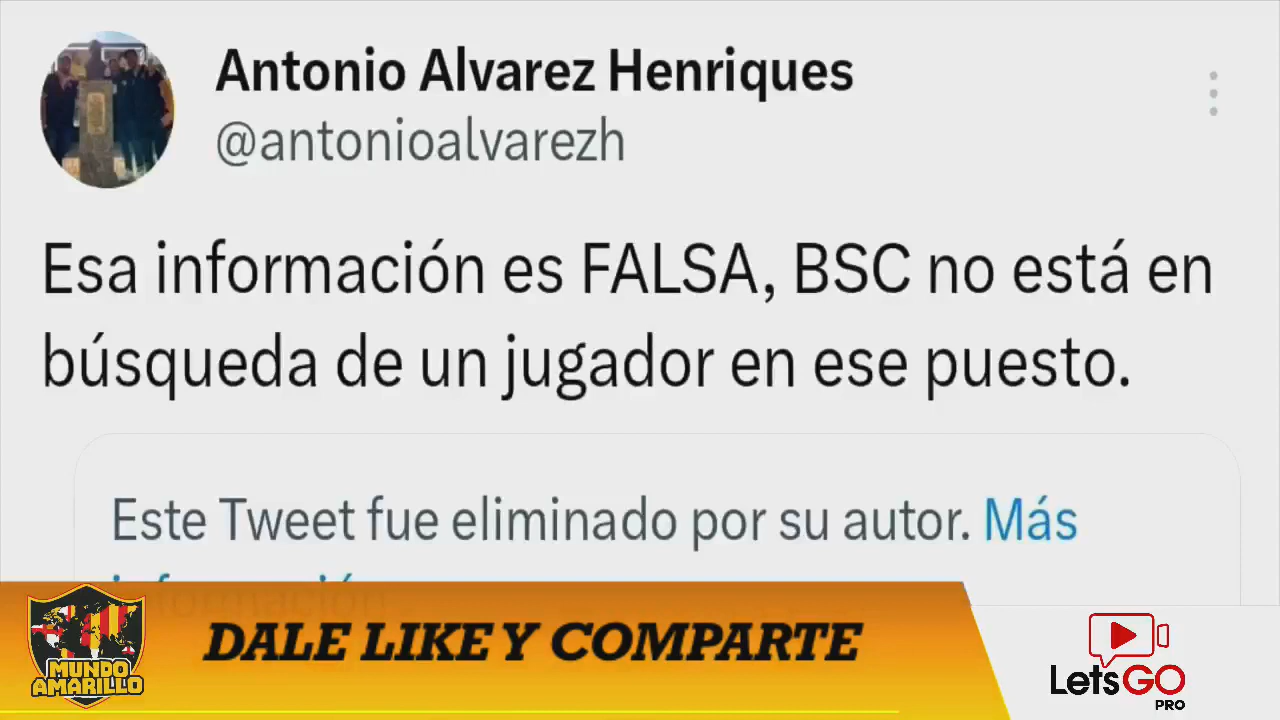 Antonio Alvarez Henriques
@antonioalvarezh
Esa información es FALSA, BSC no está en
búsqueda de un jugador en ese puesto.
Este Tweet fue eliminado por su autor. Más
información
DALE LIKE Y COMPARTE
MUNDO
AMARILLO
LetsGO
PRO